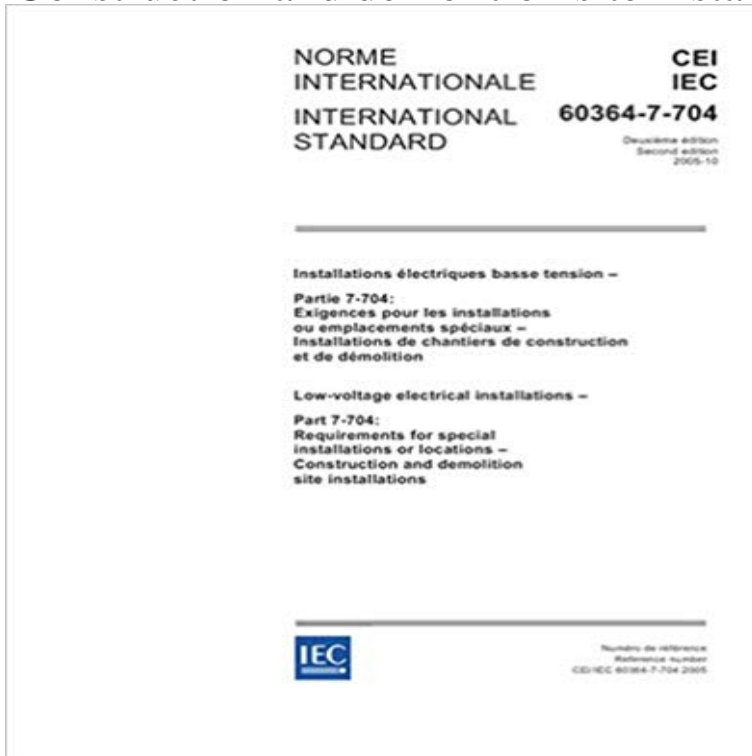 NORME
INTERNATIONALE
CEI
IEC
INTERNATIONAL
STANDARD
60364-7-704
Deuxième édition
Second edition
2005-10
Installations électriques basse tension –
Partie 7-704:
Exigences pour les installations
ou emplacements spéciaux –
Installations de chantiers de construction
et de démolition
Low-voltage electrical installations –
Part 7-704:
Requirements for special
installations or locations –
Construction and demolition
site installations
IEC
Numéro de référence
Reference number
CEI/IEC 60364-7-704:2005